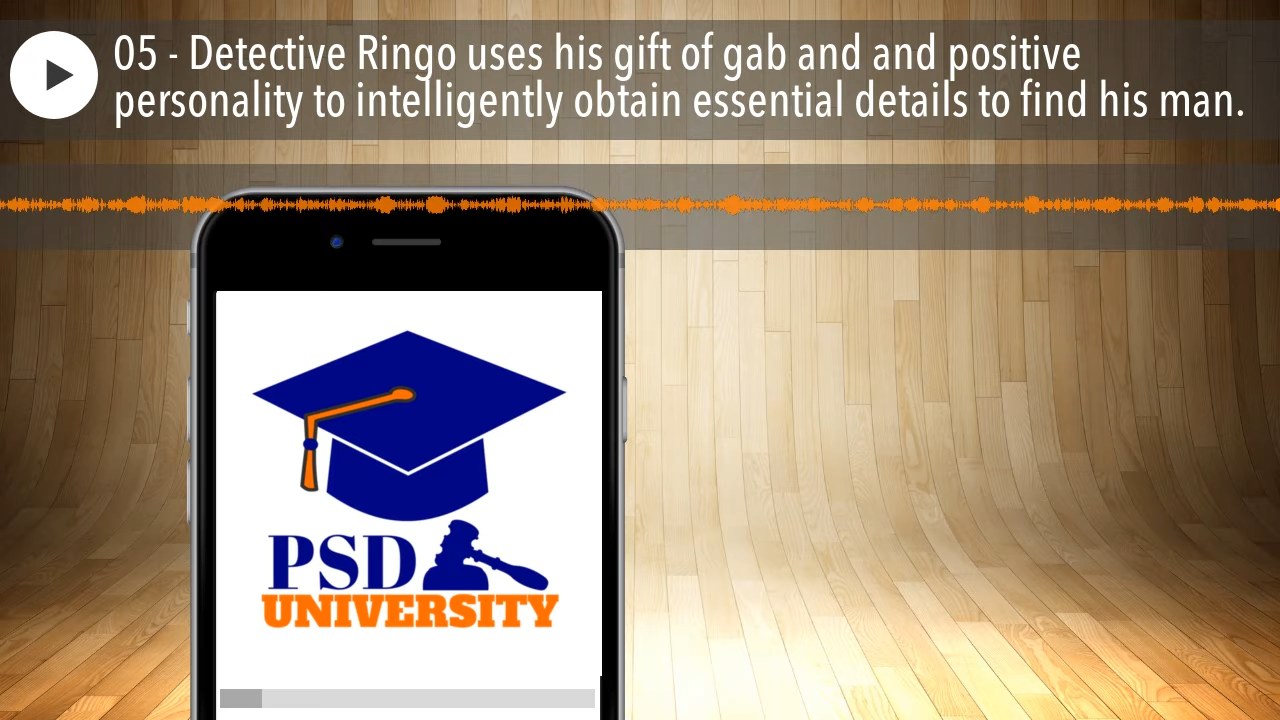 05 - Detective Ringo uses his gift of gab and and positive
personality to intelligently obtain essential details to find his man.
PSD
UNIVERSITY